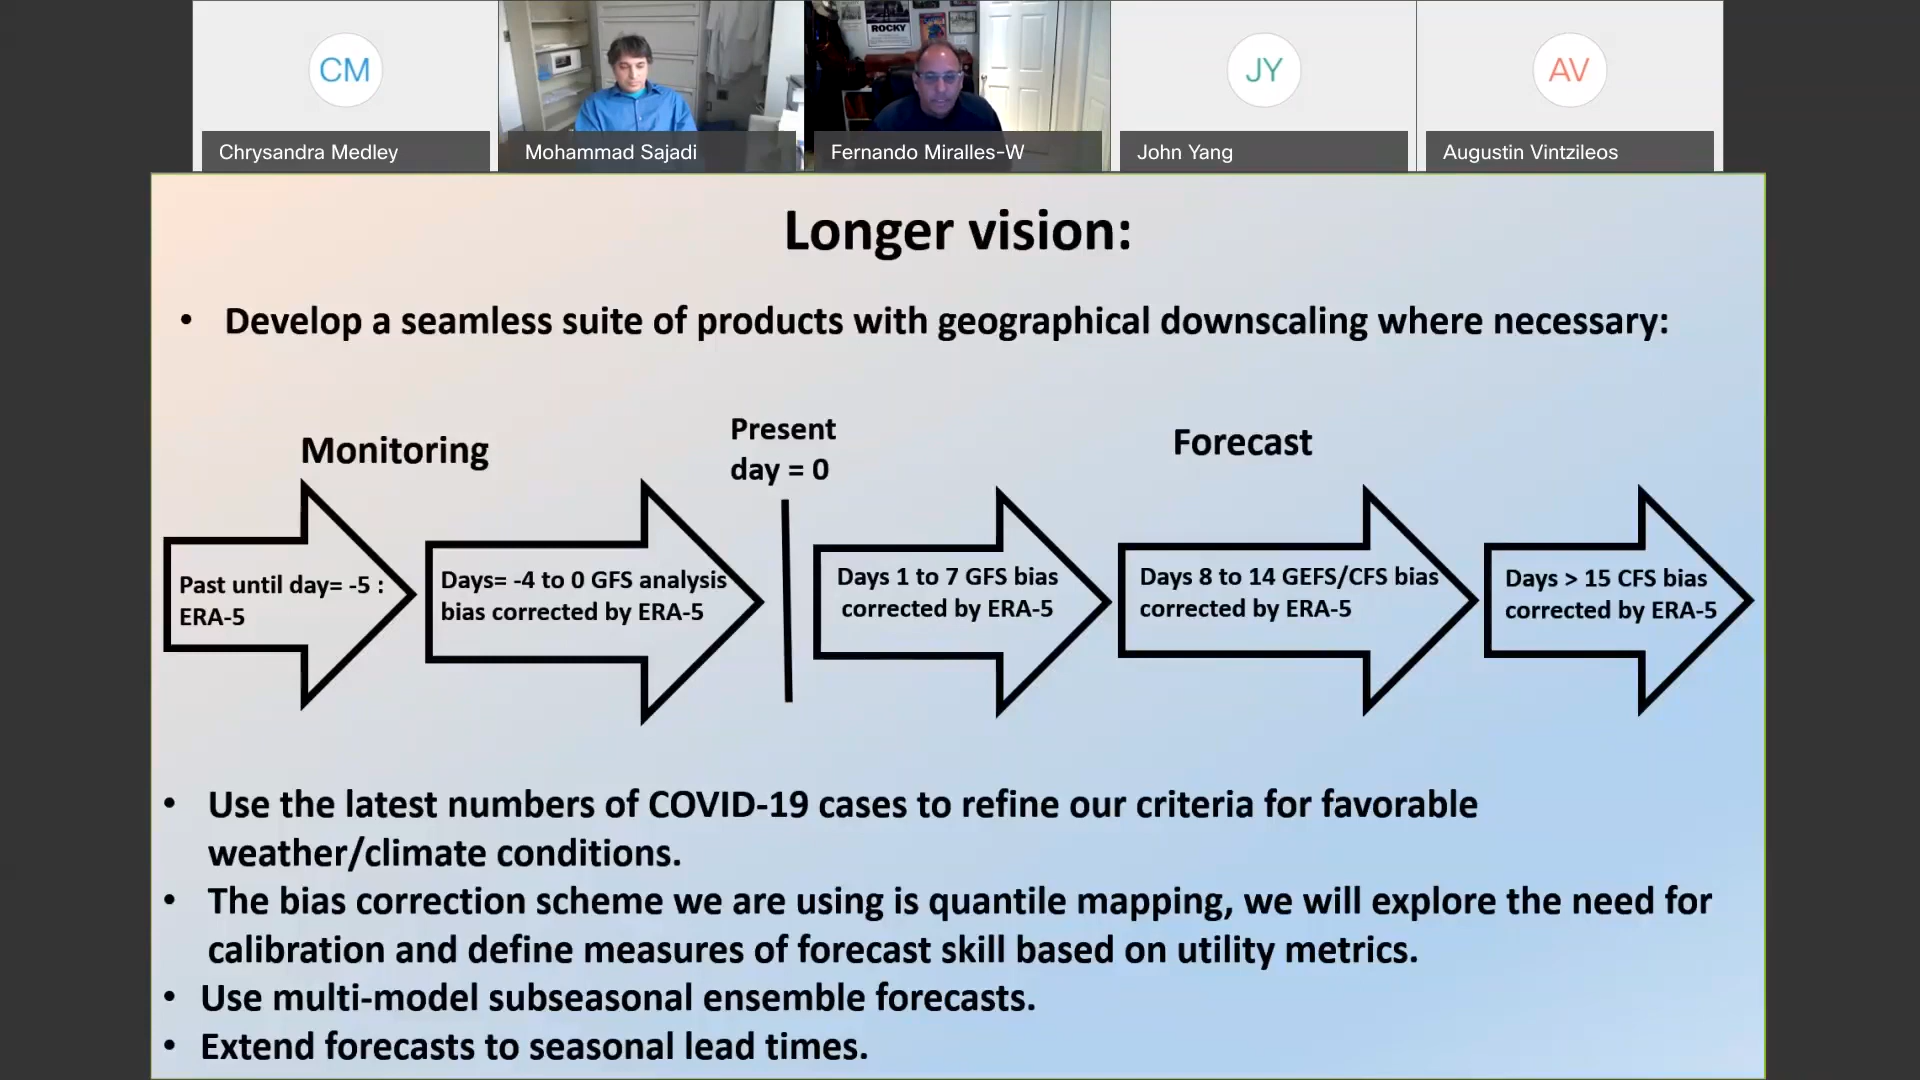 ROCKY
CM
JY
AV
Chrysandra Medley
Mohammad Sajadi
Fernando Miralles-W
John Yang
Augustin Vintzileos
Longer vision:
• Develop a seamless suite of products with geographical downscaling where necessary:
Monitoring
Present
day = 0
Forecast
Past until day= -5 :
ERA-5
Days= -4 to 0 GFS analysis
bias corrected by ERA-5
Days 1 to 7 GFS bias
corrected by ERA-5
Days 8 to 14 GEFS/CFS bias
corrected by ERA-5
Days > 15 CFS bias
corrected by ERA-5
• Use the latest numbers of COVID-19 cases to refine our criteria for favorable
weather/climate conditions.
• The bias correction scheme we are using is quantile mapping, we will explore the need for
calibration and define measures of forecast skill based on utility metrics.
• Use multi-model subseasonal ensemble forecasts.
• Extend forecasts to seasonal lead times.